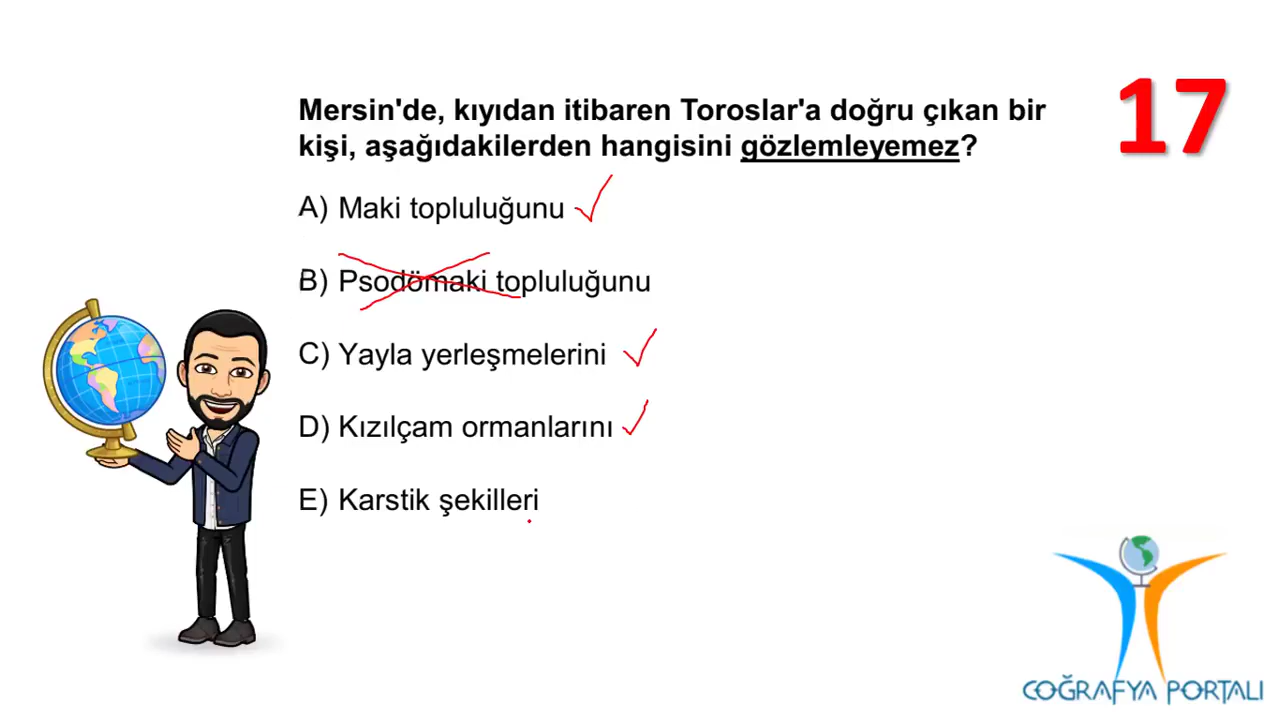 17
Mersin'de, kıyıdan itibaren Toroslar'a doğru çıkan bir
kişi, aşağıdakilerden hangisini gözlemleyemez?
A) Maki topluluğunu
B) Psodömaki topluluğunu
C) Yayla yerleşmelerini
D) Kızılçam ormanlarını
E) Karstik şekilleri
COĞRAFYA PORTALI